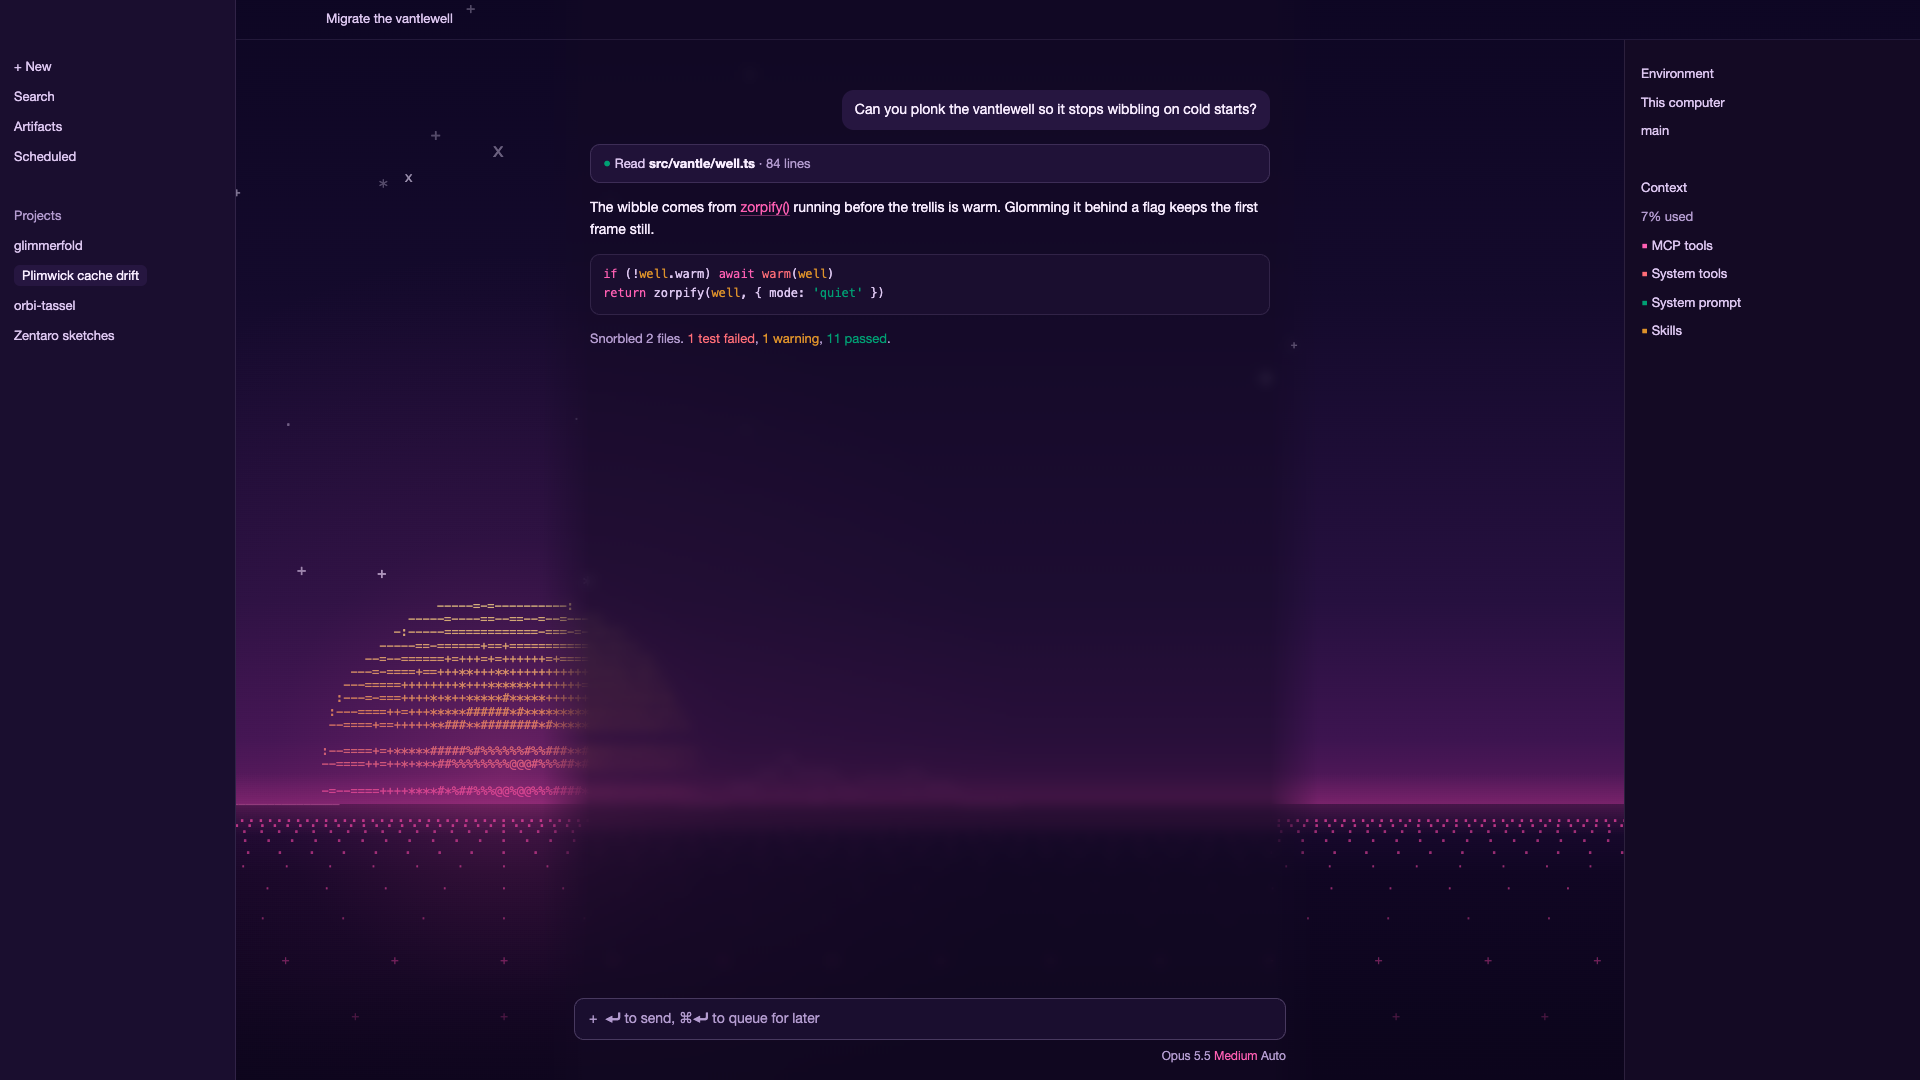 Migrate the vantlewell
+ New
Search
Artifacts
Scheduled
Projects
glimmerfold
Plimwick cache drift
orbi-tassel
Zentaro sketches
Can you plonk the vantlewell so it stops wibbling on cold starts?
Read src/vantle/well.ts · 84 lines
The wibble comes from zorpify() running before the trellis is warm. Glomming it behind a flag keeps the first
frame still.
if (!well.warm) await warm(well)
return zorpify(well, { mode: 'quiet' })
Snorbled 2 files. 1 test failed, 1 warning, 11 passed.
+ ↵ to send, ⌘↵ to queue for later
Opus 5.5 Medium Auto
Environment
This computer
main
Context
7% used
MCP tools
System tools
System prompt
Skills